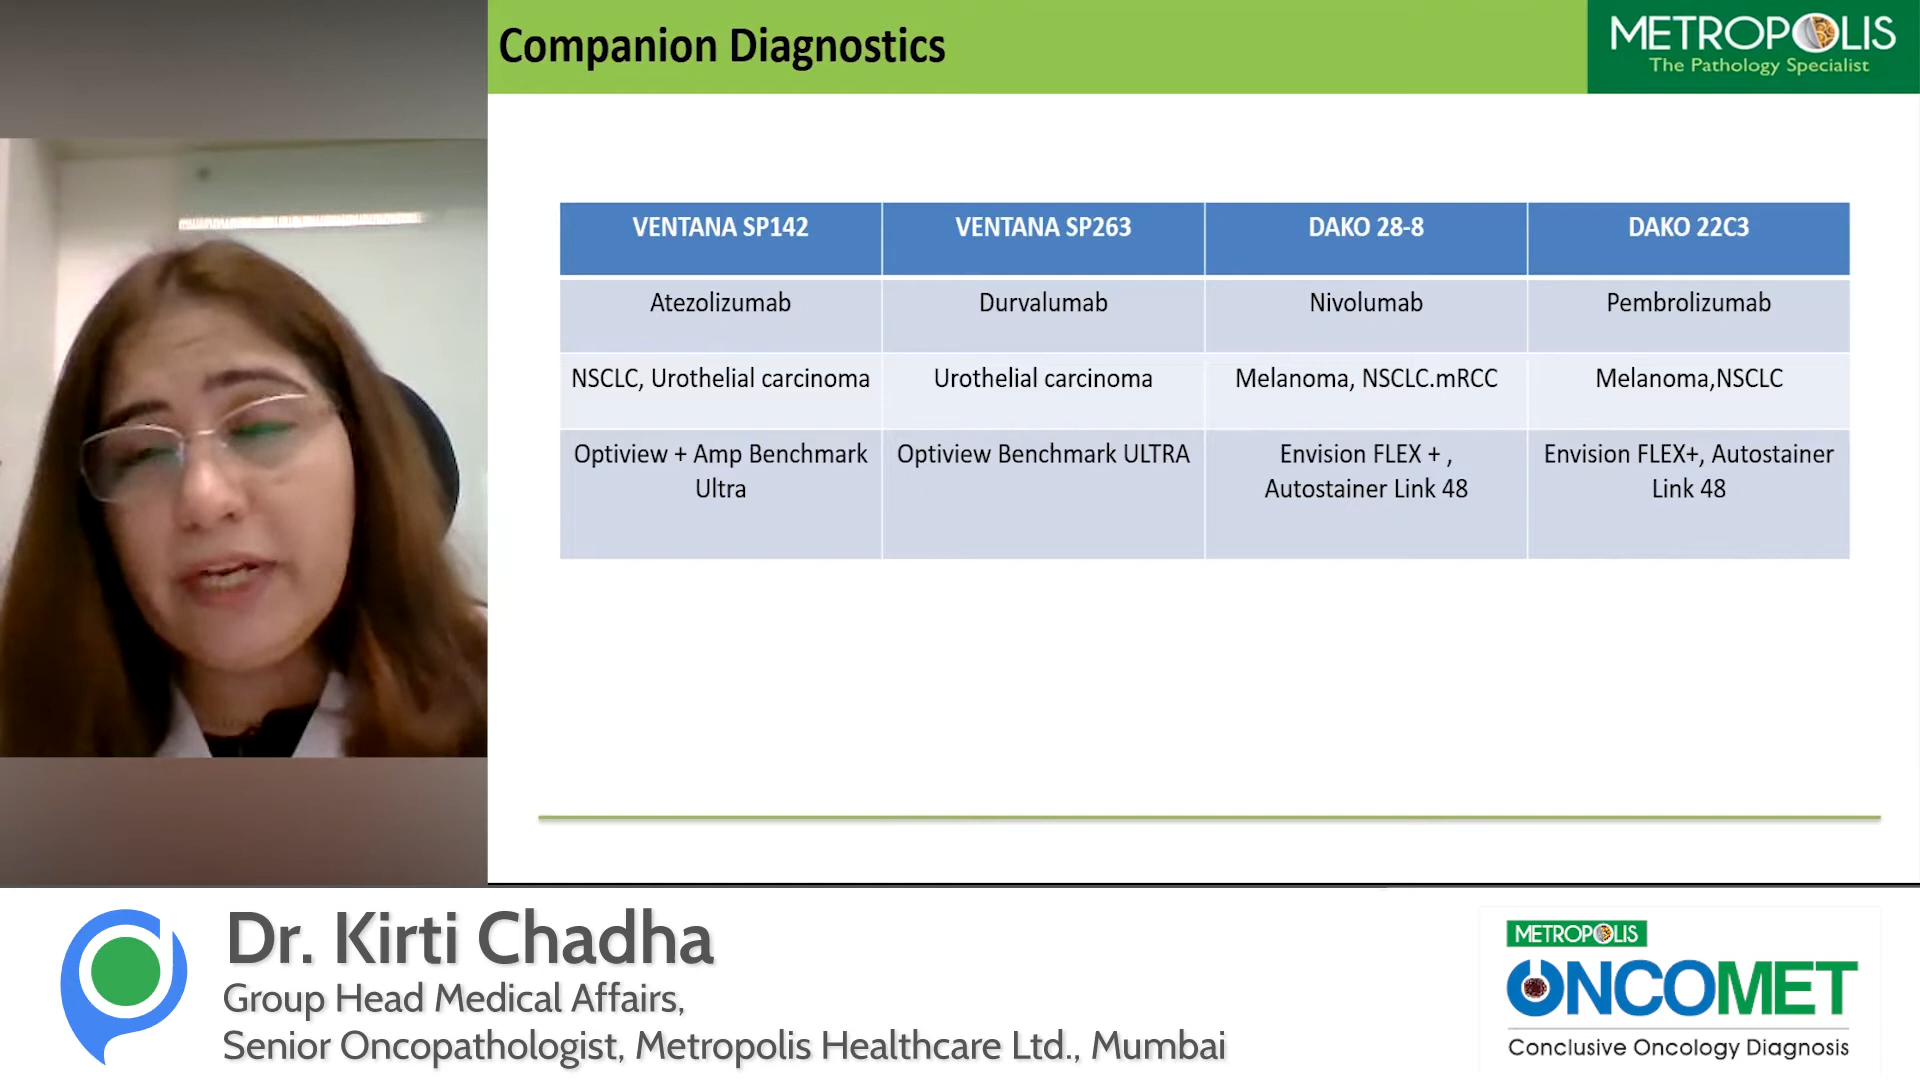 Companion Diagnostics
METROPOLIS
The Pathology Specialist
VENTANA SP142
VENTANA SP263
DAKO 28-8
DAKO 22C3
Atezolizumab
Durvalumab
Nivolumab
Pembrolizumab
NSCLC, Urothelial carcinoma
Urothelial carcinoma
Melanoma, NSCLC.mRCC
Melanoma,NSCLC
Optiview + Amp Benchmark
Ultra
Optiview Benchmark ULTRA
Envision FLEX + ,
Autostainer Link 48
Envision FLEX+, Autostainer
Link 48
Dr. Kirti Chadha
Group Head Medical Affairs,
Senior Oncopathologist, Metropolis Healthcare Ltd., Mumbai
METROPOLIS
ONCOMET
Conclusive Oncology Diagnosis